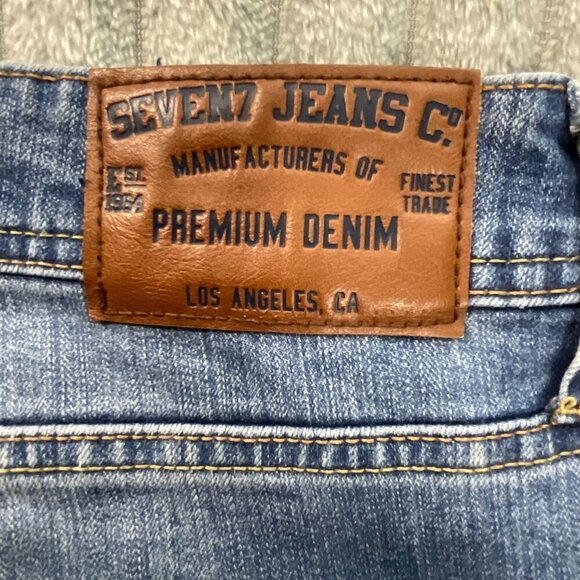 SEVEN7 JEANS Cº.
MANUFACTURERS OF
EST. 1964
FINEST TRADE
PREMIUM DENIM
LOS ANGELES, CA